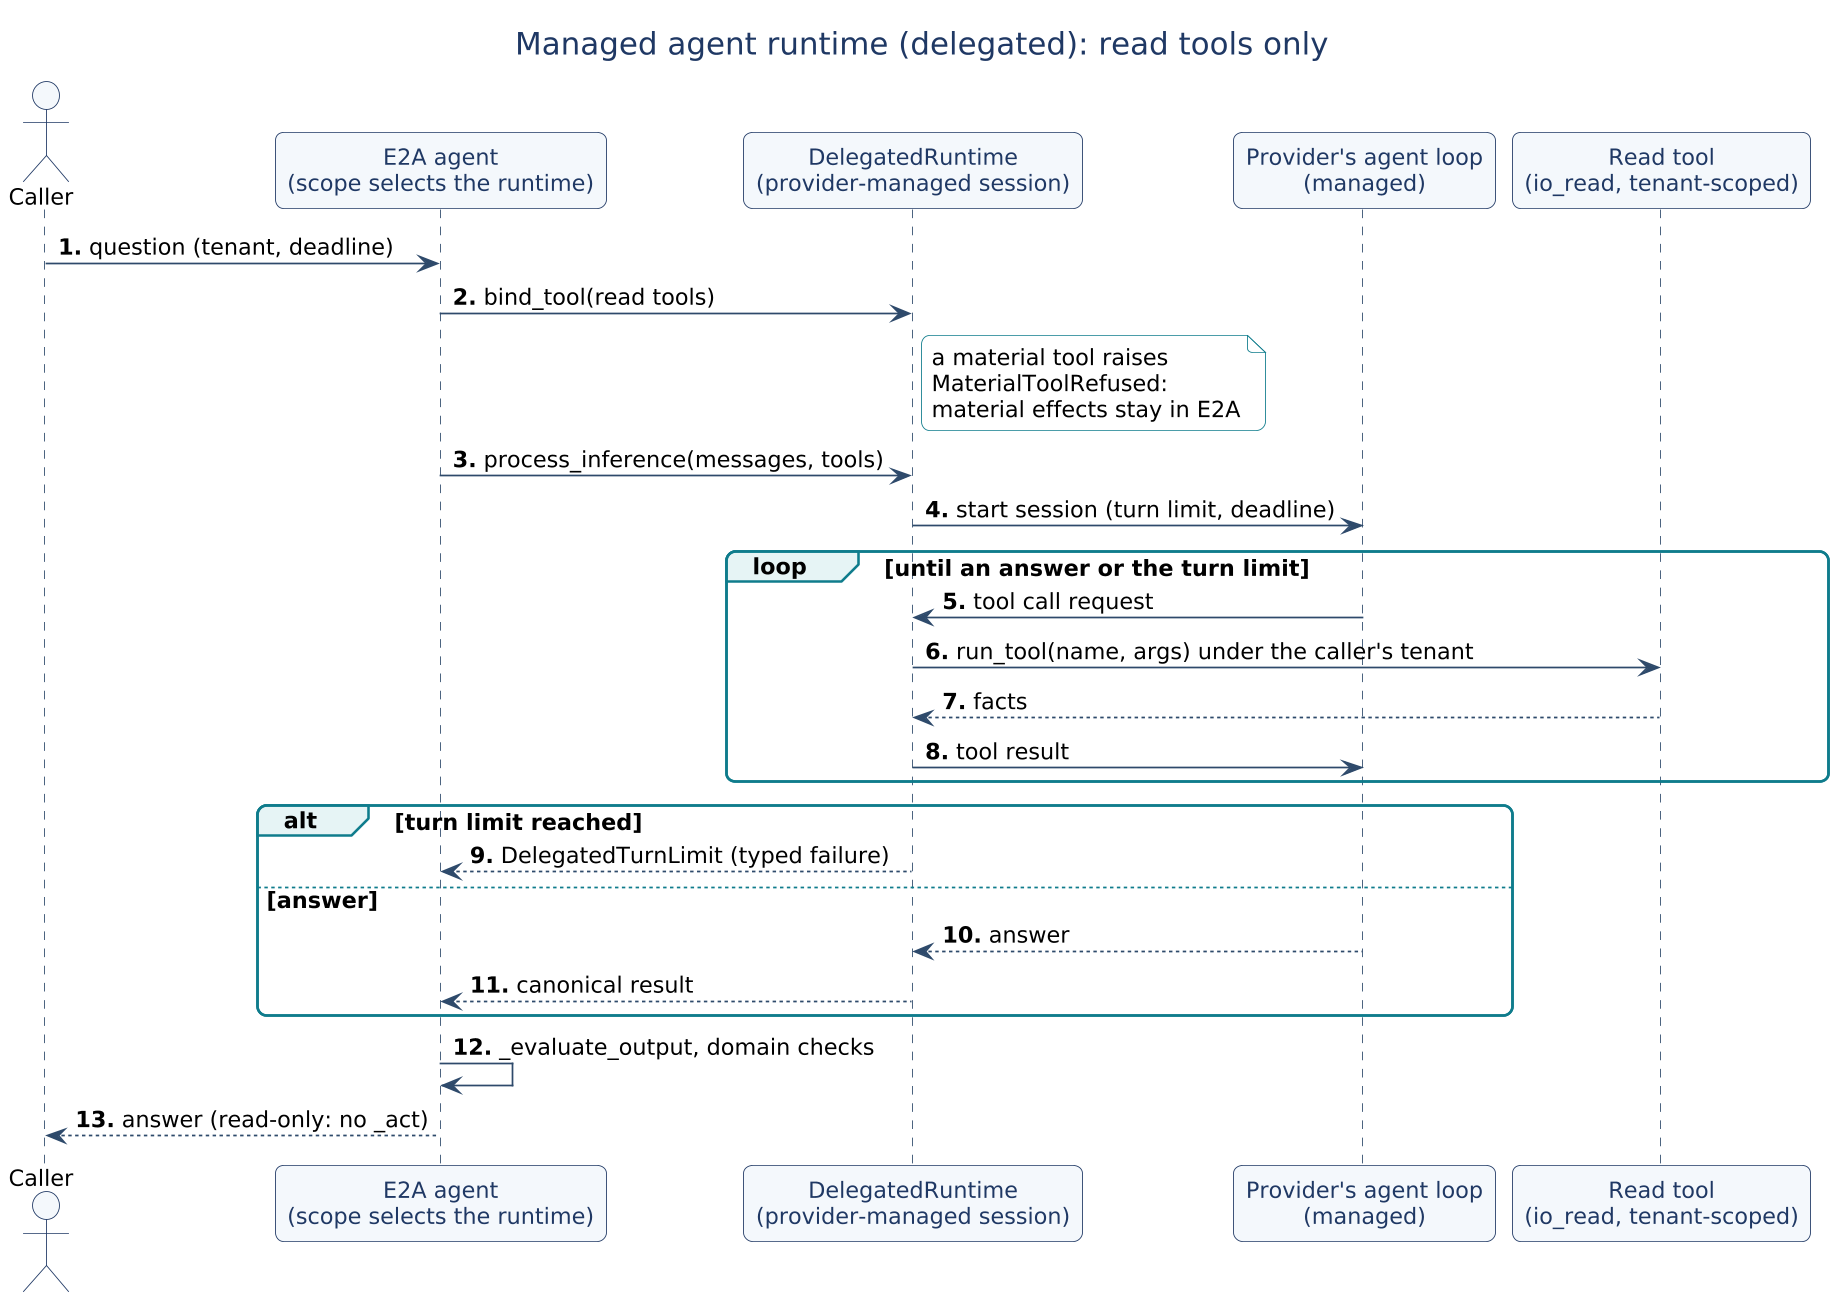 Managed agent runtime (delegated): read tools only
Caller
E2A agent
(scope selects the runtime)
DelegatedRuntime
(provider-managed session)
Provider's agent loop
(managed)
Read tool
(io_read, tenant-scoped)
1. question (tenant, deadline)
2. bind_tool(read tools)
a material tool raises
MaterialToolRefused:
material effects stay in E2A
3. process_inference(messages, tools)
4. start session (turn limit, deadline)
loop [until an answer or the turn limit]
5. tool call request
6. run_tool(name, args) under the caller's tenant
7. facts
8. tool result
alt [turn limit reached]
9. DelegatedTurnLimit (typed failure)
[answer]
10. answer
11. canonical result
12. _evaluate_output, domain checks
13. answer (read-only: no _act)
Caller
E2A agent
(scope selects the runtime)
DelegatedRuntime
(provider-managed session)
Provider's agent loop
(managed)
Read tool
(io_read, tenant-scoped)